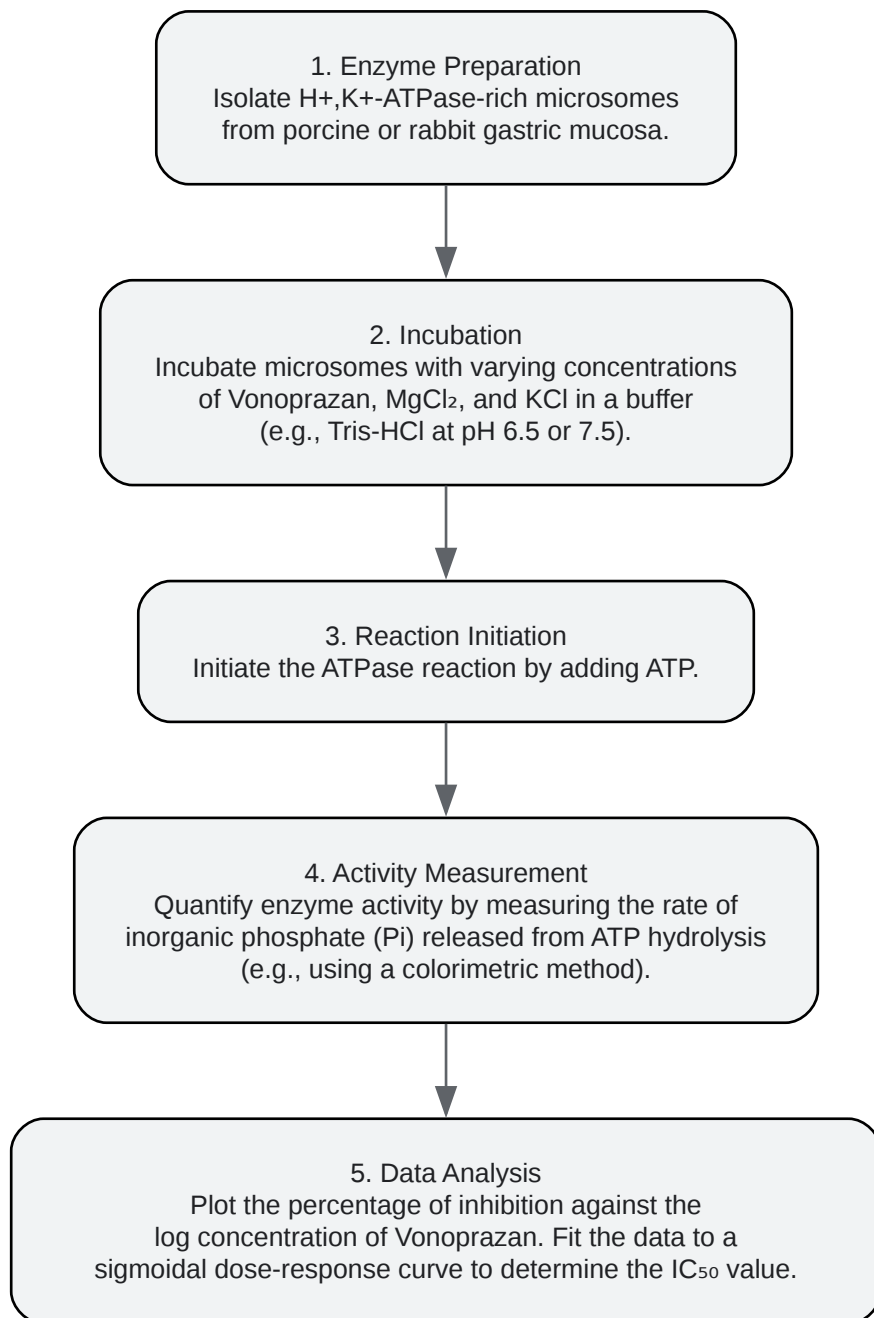 1. Enzyme Preparation
Isolate H+,K+-ATPase-rich microsomes
from porcine or rabbit gastric mucosa.
2. Incubation
Incubate microsomes with varying concentrations
of Vonoprazan, MgCl₂, and KCl in a buffer
(e.g., Tris-HCl at pH 6.5 or 7.5).
3. Reaction Initiation
Initiate the ATPase reaction by adding ATP.
4. Activity Measurement
Quantify enzyme activity by measuring the rate of
inorganic phosphate (Pi) released from ATP hydrolysis
(e.g., using a colorimetric method).
5. Data Analysis
Plot the percentage of inhibition against the
log concentration of Vonoprazan. Fit the data to a
sigmoidal dose-response curve to determine the IC₅₀ value.